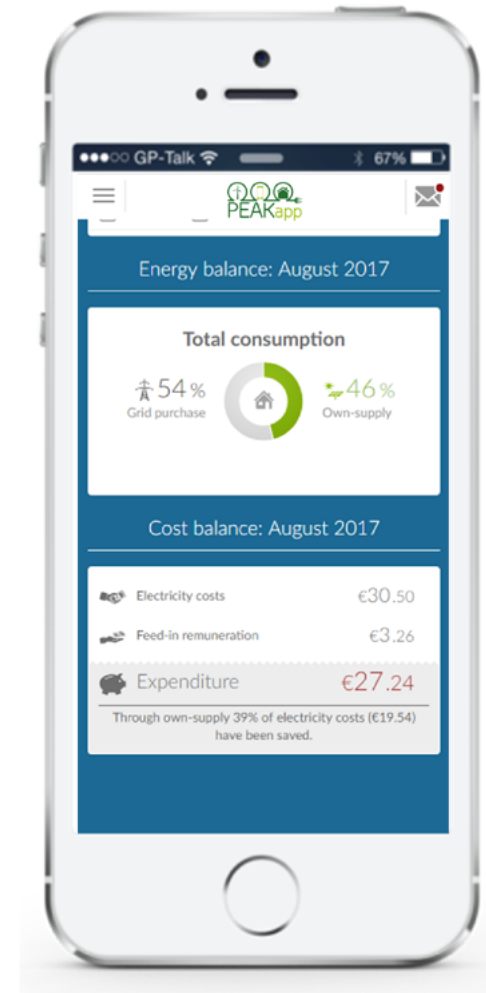 ●●●○○ GP-Talk 67%
PEAKapp
Energy balance: August 2017
Total consumption
54 % 46 %
Grid purchase Own-supply
Cost balance: August 2017
Electricity costs €30.50
Feed-in remuneration €3.26
Expenditure €27.24
Through own-supply 39% of electricity costs (€19.54)
have been saved.